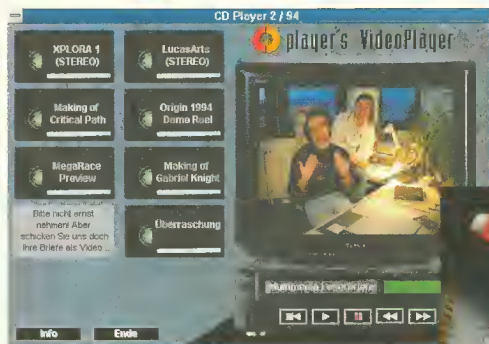 CD Player 2 / 94
XPLORA 1
(STEREO)
LucasArts
(STEREO)
Making of
Critical Path
Origin 1994
Demo Reel
MegaRace
Preview
Making of
Gabriel Knight
Bitte nicht ernst
nehmen! Aber
schicken Sie uns doch
Ihre Briefe als Video ...
Überraschung
Info
Ende
player's VideoPlayer
Multimedia